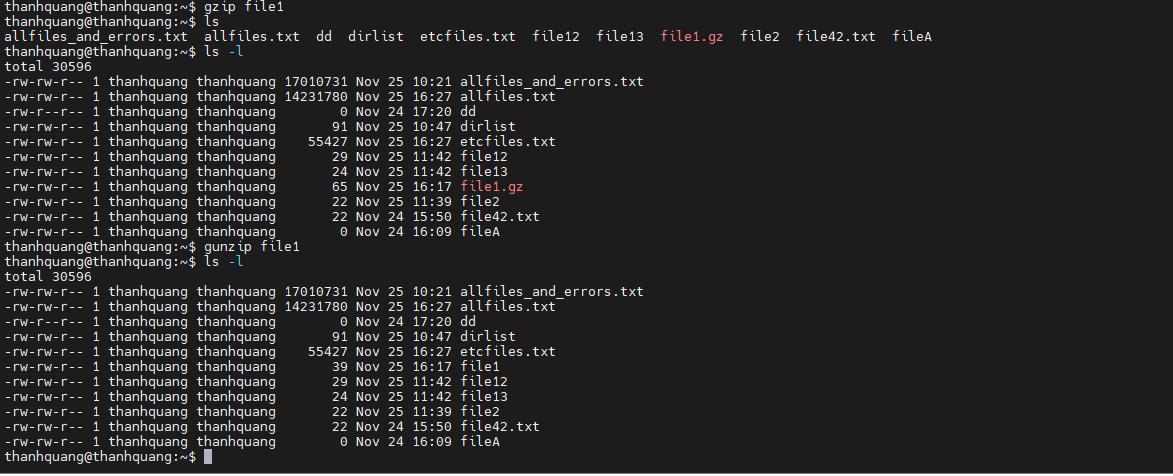 thanhquang@thanhquang:~$ gzip file1
thanhquang@thanhquang:~$ ls
allfiles_and_errors.txt  allfiles.txt  dd  dirlist  etcfiles.txt  file12  file13  file1.gz  file2  file42.txt  fileA
thanhquang@thanhquang:~$ ls -l
total 30596
-rw-rw-r-- 1 thanhquang thanhquang 17010731 Nov 25 10:21 allfiles_and_errors.txt
-rw-rw-r-- 1 thanhquang thanhquang 14231780 Nov 25 16:27 allfiles.txt
-rw-r--r-- 1 thanhquang thanhquang        0 Nov 24 17:20 dd
-rw-rw-r-- 1 thanhquang thanhquang       91 Nov 25 10:47 dirlist
-rw-rw-r-- 1 thanhquang thanhquang    55427 Nov 25 16:27 etcfiles.txt
-rw-rw-r-- 1 thanhquang thanhquang       29 Nov 25 11:42 file12
-rw-rw-r-- 1 thanhquang thanhquang       24 Nov 25 11:42 file13
-rw-rw-r-- 1 thanhquang thanhquang       65 Nov 25 16:17 file1.gz
-rw-rw-r-- 1 thanhquang thanhquang       22 Nov 25 11:39 file2
-rw-rw-r-- 1 thanhquang thanhquang       22 Nov 24 15:50 file42.txt
-rw-rw-r-- 1 thanhquang thanhquang        0 Nov 24 16:09 fileA
thanhquang@thanhquang:~$ gunzip file1
thanhquang@thanhquang:~$ ls -l
total 30596
-rw-rw-r-- 1 thanhquang thanhquang 17010731 Nov 25 10:21 allfiles_and_errors.txt
-rw-rw-r-- 1 thanhquang thanhquang 14231780 Nov 25 16:27 allfiles.txt
-rw-r--r-- 1 thanhquang thanhquang        0 Nov 24 17:20 dd
-rw-rw-r-- 1 thanhquang thanhquang       91 Nov 25 10:47 dirlist
-rw-rw-r-- 1 thanhquang thanhquang    55427 Nov 25 16:27 etcfiles.txt
-rw-rw-r-- 1 thanhquang thanhquang       39 Nov 25 16:17 file1
-rw-rw-r-- 1 thanhquang thanhquang       29 Nov 25 11:42 file12
-rw-rw-r-- 1 thanhquang thanhquang       24 Nov 25 11:42 file13
-rw-rw-r-- 1 thanhquang thanhquang       22 Nov 25 11:39 file2
-rw-rw-r-- 1 thanhquang thanhquang       22 Nov 24 15:50 file42.txt
-rw-rw-r-- 1 thanhquang thanhquang        0 Nov 24 16:09 fileA
thanhquang@thanhquang:~$